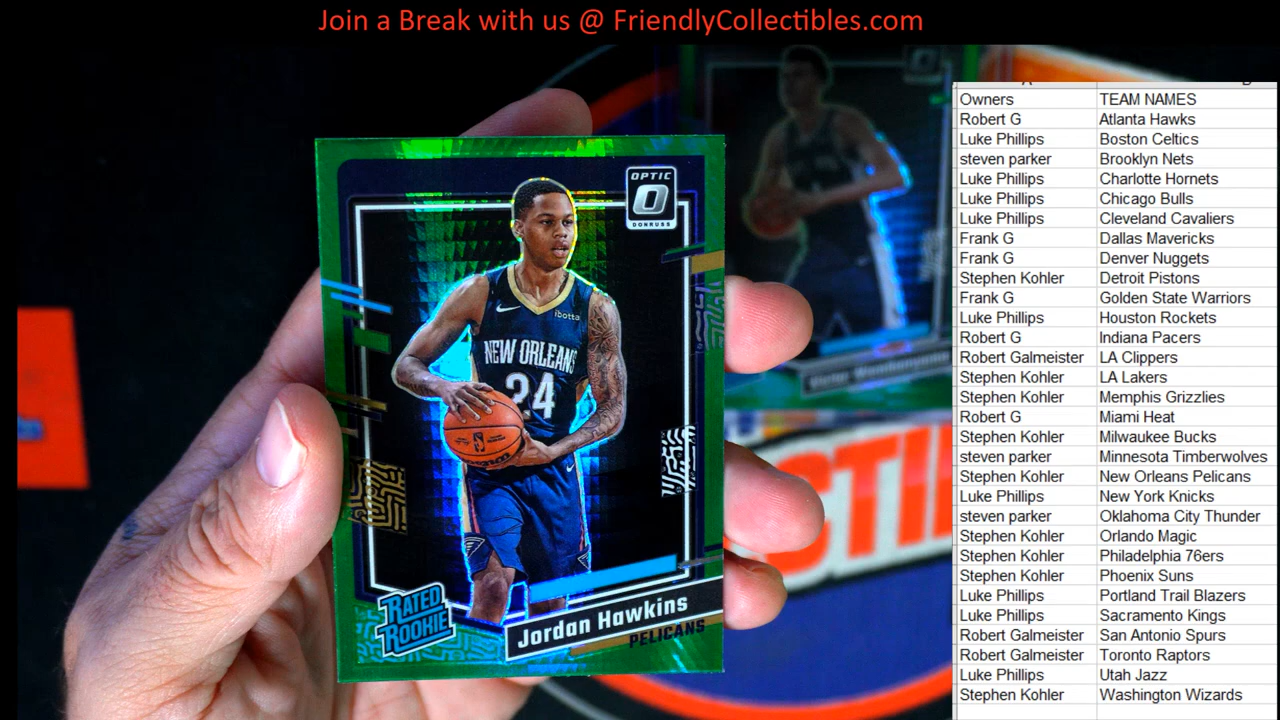 Join a Break with us @ FriendlyCollectibles.com
OPTIC
O
DONRUSS
ibotta
NEW ORLEANS
24
RATED
ROOKIE
Jordan Hawkins
PELICANS
CTI
Owners TEAM NAMES
Robert G Atlanta Hawks
Luke Phillips Boston Celtics
steven parker Brooklyn Nets
Luke Phillips Charlotte Hornets
Luke Phillips Chicago Bulls
Luke Phillips Cleveland Cavaliers
Frank G Dallas Mavericks
Frank G Denver Nuggets
Stephen Kohler Detroit Pistons
Frank G Golden State Warriors
Luke Phillips Houston Rockets
Robert G Indiana Pacers
Robert Galmeister LA Clippers
Stephen Kohler LA Lakers
Stephen Kohler Memphis Grizzlies
Robert G Miami Heat
Stephen Kohler Milwaukee Bucks
steven parker Minnesota Timberwolves
Stephen Kohler New Orleans Pelicans
Luke Phillips New York Knicks
steven parker Oklahoma City Thunder
Stephen Kohler Orlando Magic
Stephen Kohler Philadelphia 76ers
Stephen Kohler Phoenix Suns
Luke Phillips Portland Trail Blazers
Luke Phillips Sacramento Kings
Robert Galmeister San Antonio Spurs
Robert Galmeister Toronto Raptors
Luke Phillips Utah Jazz
Stephen Kohler Washington Wizards